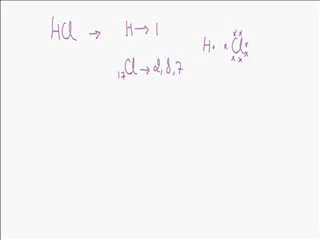 HCl → H → 1
₁₇Cl → 2, 8, 7
H· ×Cl